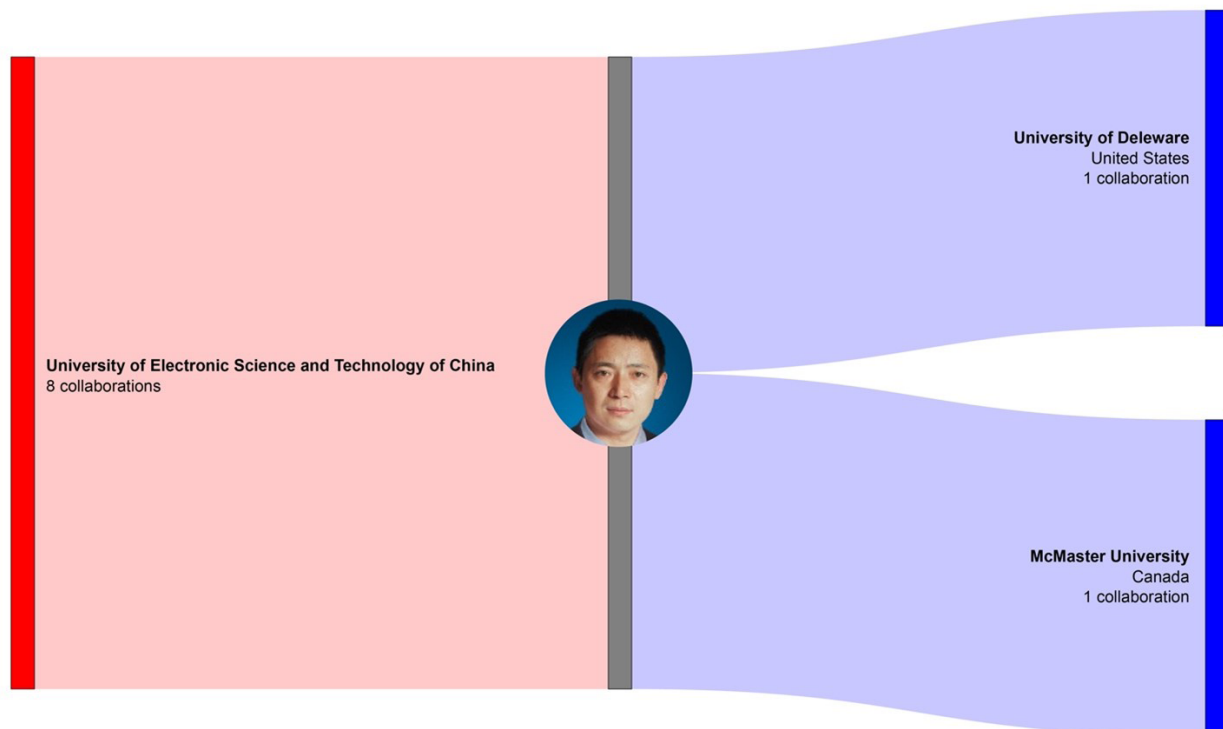 University of Deleware
United States
1 collaboration
University of Electronic Science and Technology of China
8 collaborations
McMaster University
Canada
1 collaboration